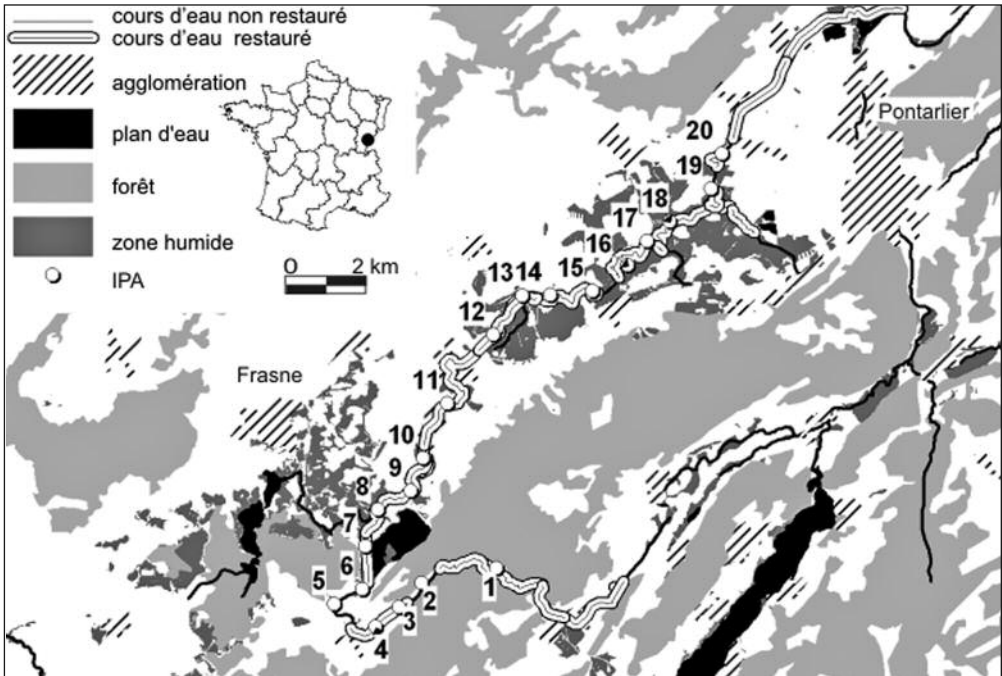 cours d'eau non restauré
cours d'eau restauré
agglomération
plan d'eau
forêt
zone humide
IPA
0 2 km
Pontarlier
Frasne
20
19
18
17
16
15
13 14
12
11
10
9
8
7
6
5
4
3
2
1